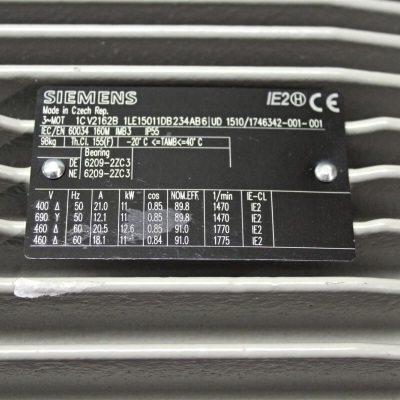 SIEMENS IE2 H CE
Made in Czech Rep.
3~MOT 1CV2162B 1LE15011DB234AB6 UD 1510/1746342-001-001
IEC/EN 60034 160M IMB3 IP55
98kg Th.CL 155(F) -20°C <=TAMB<=40°C
Bearing
DE 6209-2ZC3
NE 6209-2ZC3
V Hz A kW cos NOM.EFF. 1/min IE-CL
400 Δ 50 21.0 11 0.85 89.8 1470 IE2
690 Y 50 12.1 11 0.85 89.8 1470 IE2
460 Δ 60 20.5 12.6 0.85 91.0 1770 IE2
460 Δ 60 18.1 11 0.84 91.0 1775 IE2